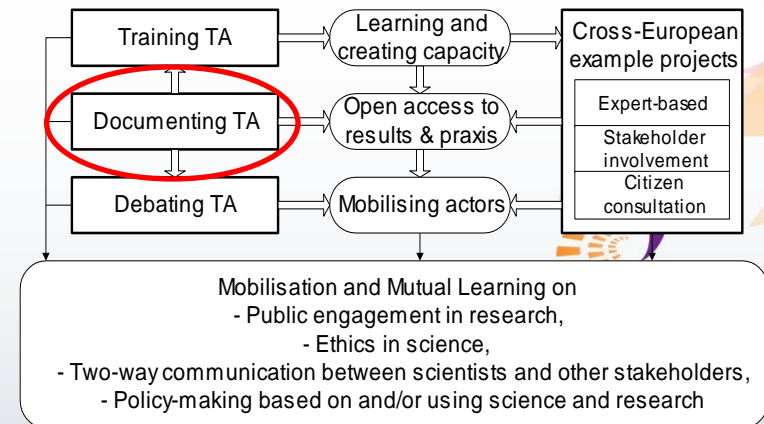 Training TA
Learning and
creating capacity
Cross-European
example projects
Expert-based
Stakeholder
involvement
Citizen
consultation
Documenting TA
Open access to
results & praxis
Debating TA
Mobilising actors
Mobilisation and Mutual Learning on
- Public engagement in research,
- Ethics in science,
- Two-way communication between scientists and other stakeholders,
- Policy-making based on and/or using science and research